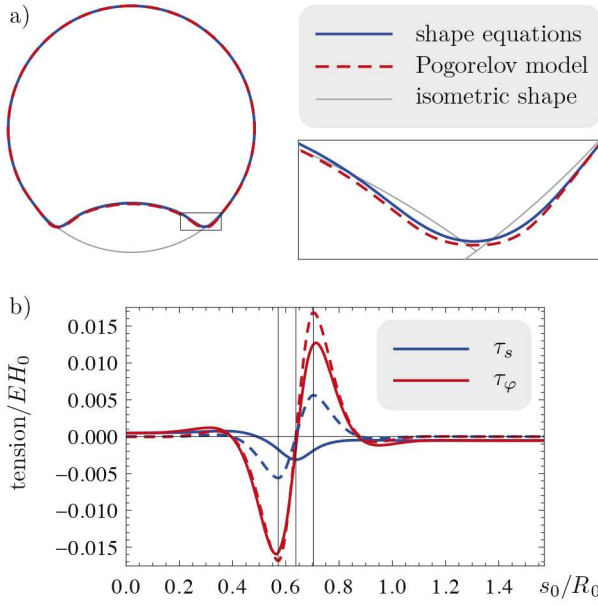 a)
shape equations
Pogorelov model
isometric shape
b)
tension/EH₀
0.015
0.010
0.005
0.000
−0.005
−0.010
−0.015
τₛ
τ_φ
0.0 0.2 0.4 0.6 0.8 1.0 1.2 1.4 s₀/R₀